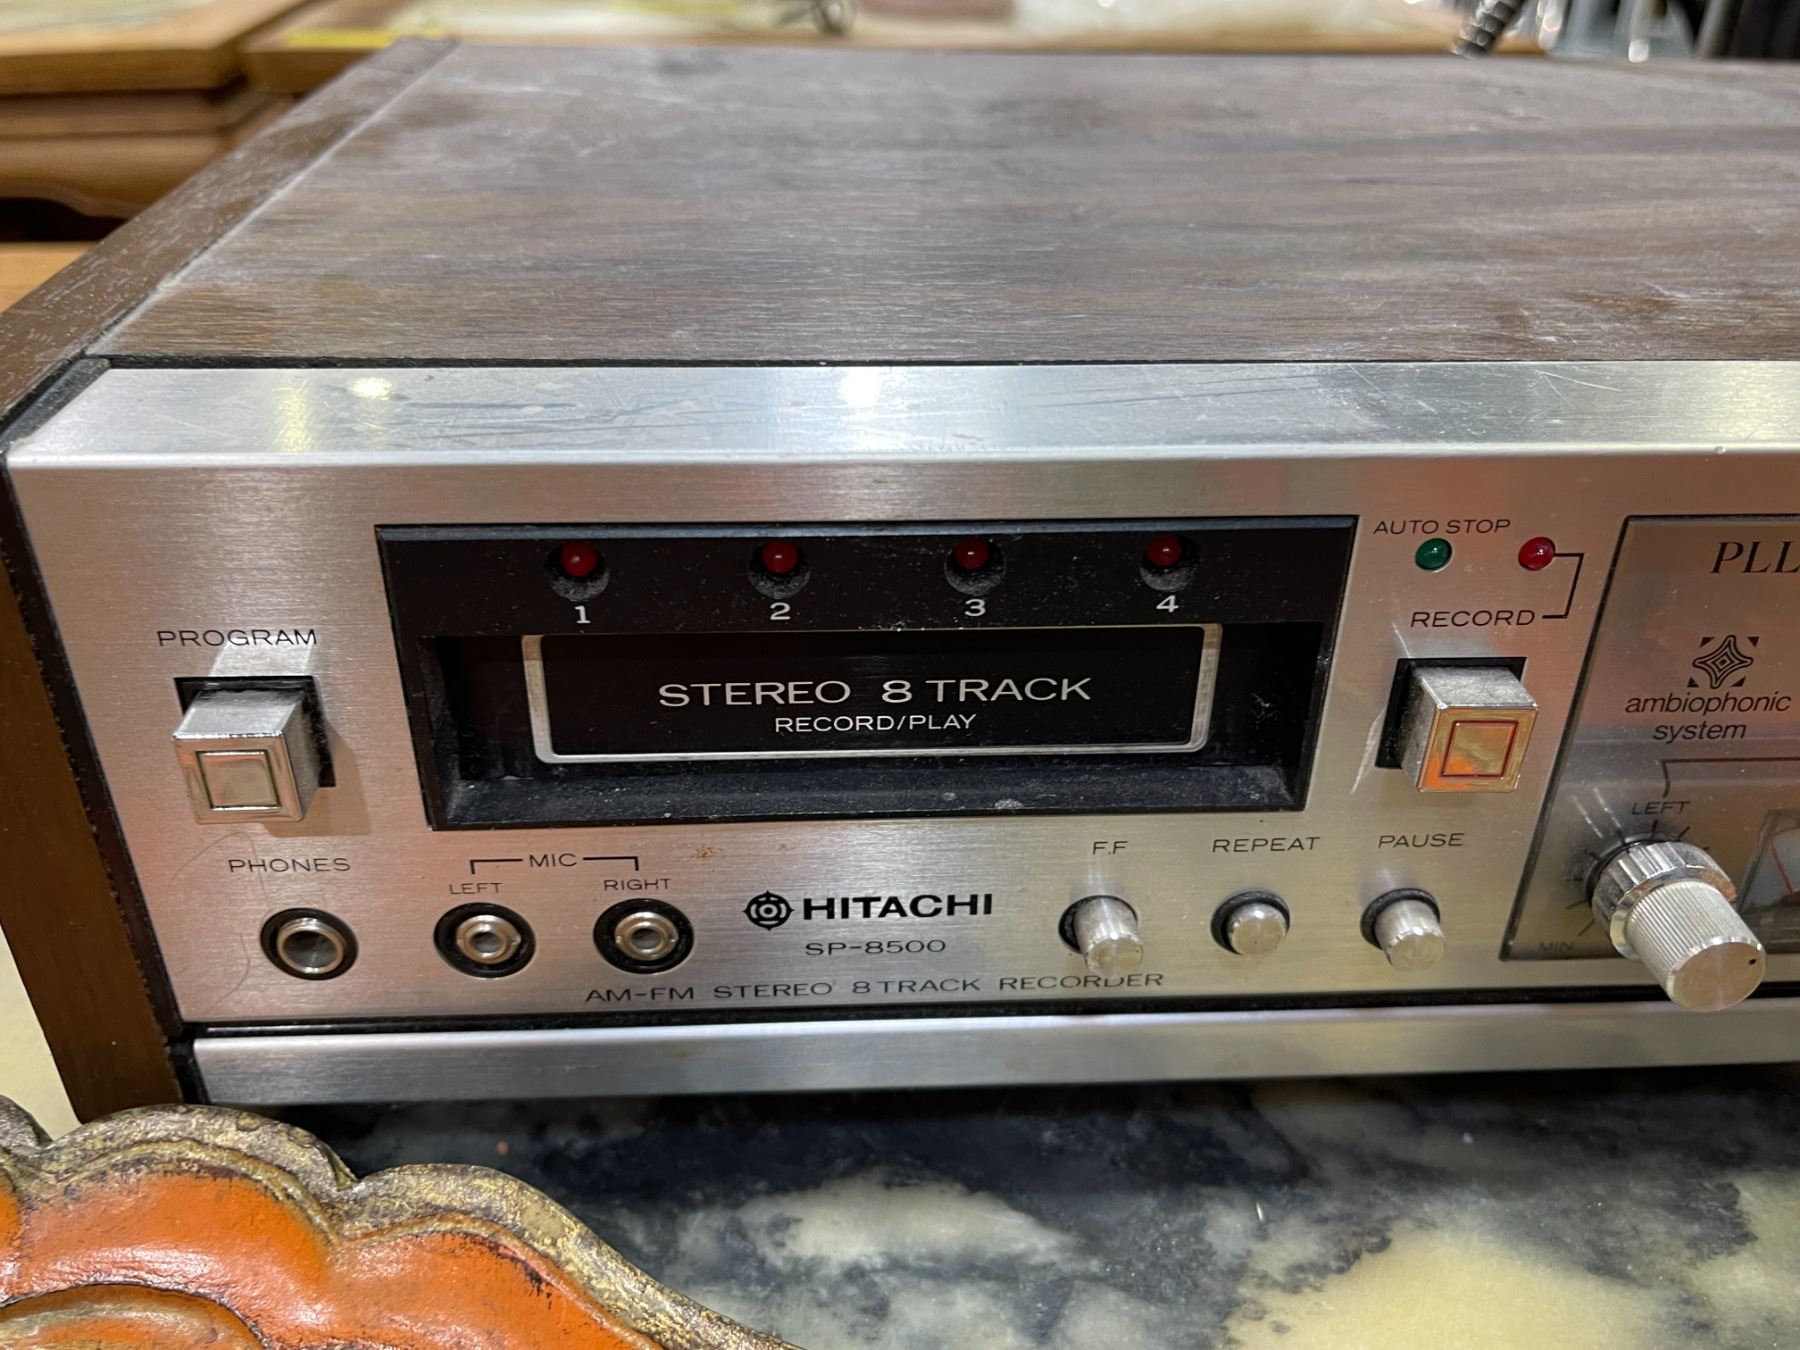 AUTO STOP
PLL
1 2 3 4
RECORD
PROGRAM
STEREO 8 TRACK
RECORD/PLAY
ambiophonic
system
LEFT
PHONES
MIC
LEFT RIGHT
F.F REPEAT PAUSE
HITACHI
SP-8500
MIN
AM-FM STEREO 8 TRACK RECORDER